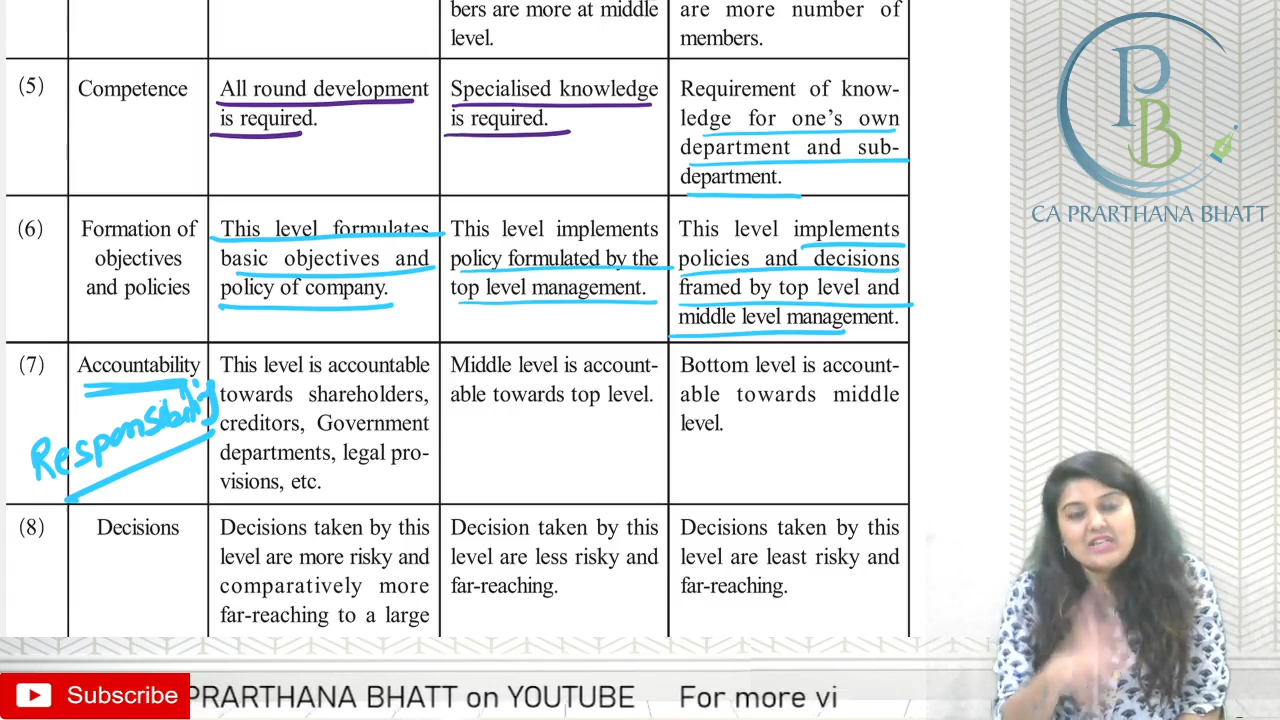 bers are more at middle
level.
are more number of
members.
(5)
Competence
All round development
is required.
Specialised knowledge
is required.
Requirement of know-
ledge for one's own
department and sub-
department.
(6)
Formation of
objectives
and policies
This level formulates
basic objectives and
policy of company.
This level implements
policy formulated by the
top level management.
This level implements
policies and decisions
framed by top level and
middle level management.
(7)
Accountability
Responsibility
This level is accountable
towards shareholders,
creditors, Government
departments, legal pro-
visions, etc.
Middle level is account-
able towards top level.
Bottom level is account-
able towards middle
level.
(8)
Decisions
Decisions taken by this
level are more risky and
comparatively more
far-reaching to a large
Decision taken by this
level are less risky and
far-reaching.
Decisions taken by this
level are least risky and
far-reaching.
P
B
CA PRARTHANA BHATT
Subscribe
PRARTHANA BHATT on YOUTUBE
For more vi